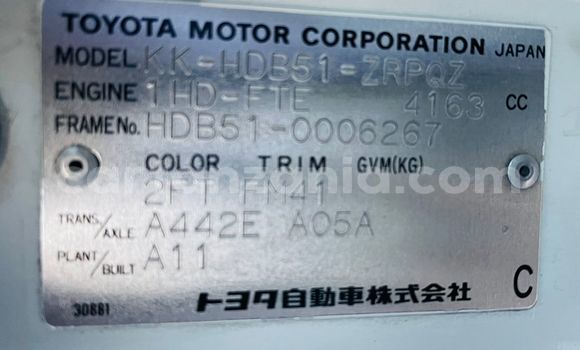 TOYOTA MOTOR CORPORATION JAPAN
MODEL KK-HDB51-ZRPQZ
ENGINE 1HD-FTE 4163 CC
FRAME No. HDB51-0006267
COLOR TRIM GVM(KG)
2FT FM41
TRANS/AXLE A442E A05A
PLANT/BUILT A11
30881
トヨタ自動車株式会社
C